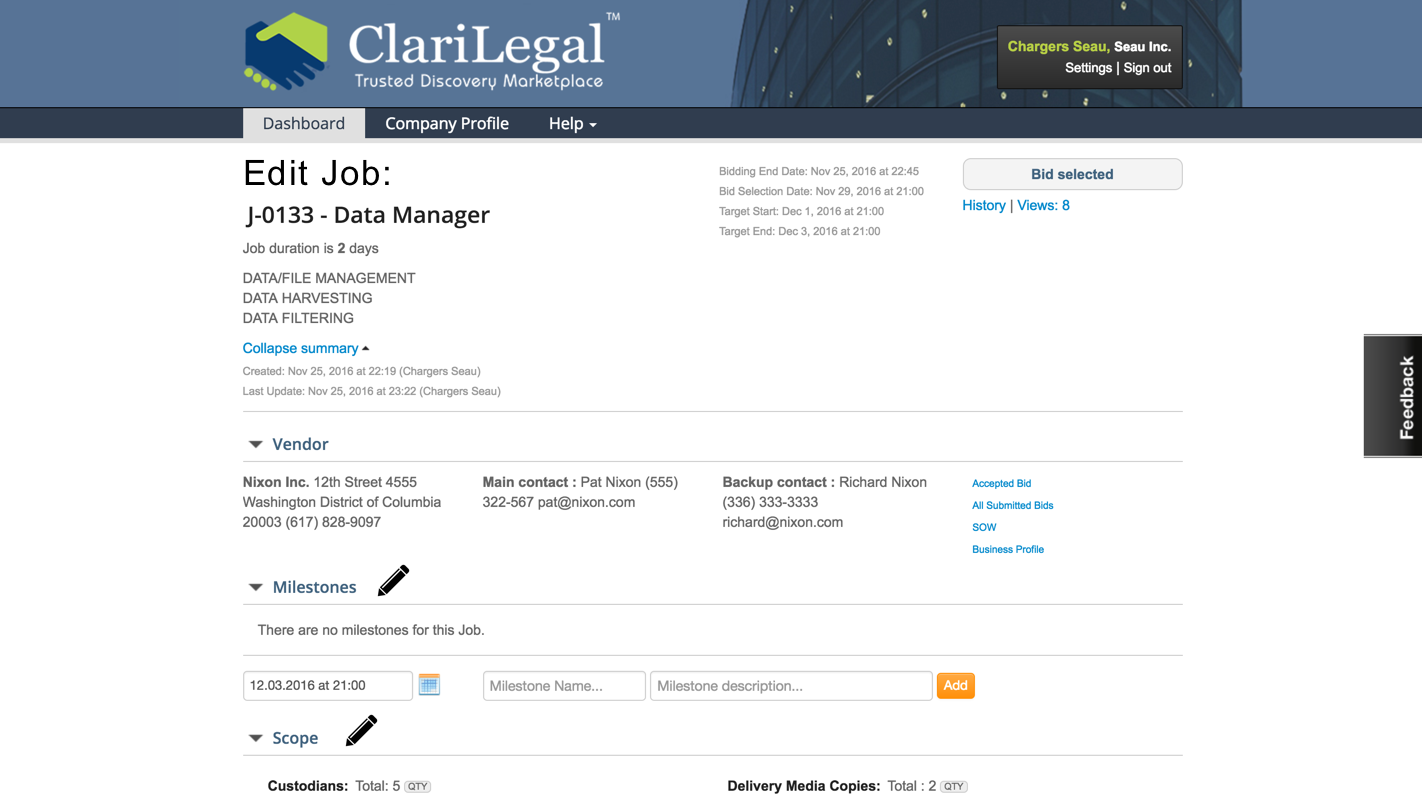 ClariLegal™
Trusted Discovery Marketplace
Chargers Seau, Seau Inc.
Settings | Sign out
Dashboard Company Profile Help
Edit Job:
J-0133 - Data Manager
Job duration is 2 days
DATA/FILE MANAGEMENT
DATA HARVESTING
DATA FILTERING
Collapse summary
Created: Nov 25, 2016 at 22:19 (Chargers Seau)
Last Update: Nov 25, 2016 at 23:22 (Chargers Seau)
Bidding End Date: Nov 25, 2016 at 22:45
Bid Selection Date: Nov 29, 2016 at 21:00
Target Start: Dec 1, 2016 at 21:00
Target End: Dec 3, 2016 at 21:00
Bid selected
History | Views: 8
Feedback
Vendor
Nixon Inc. 12th Street 4555
Washington District of Columbia
20003 (617) 828-9097
Main contact : Pat Nixon (555)
322-567 pat@nixon.com
Backup contact : Richard Nixon
(336) 333-3333
richard@nixon.com
Accepted Bid
All Submitted Bids
SOW
Business Profile
Milestones
There are no milestones for this Job.
12.03.2016 at 21:00 Milestone Name... Milestone description... Add
Scope
Custodians: Total: 5 QTY Delivery Media Copies: Total : 2 QTY